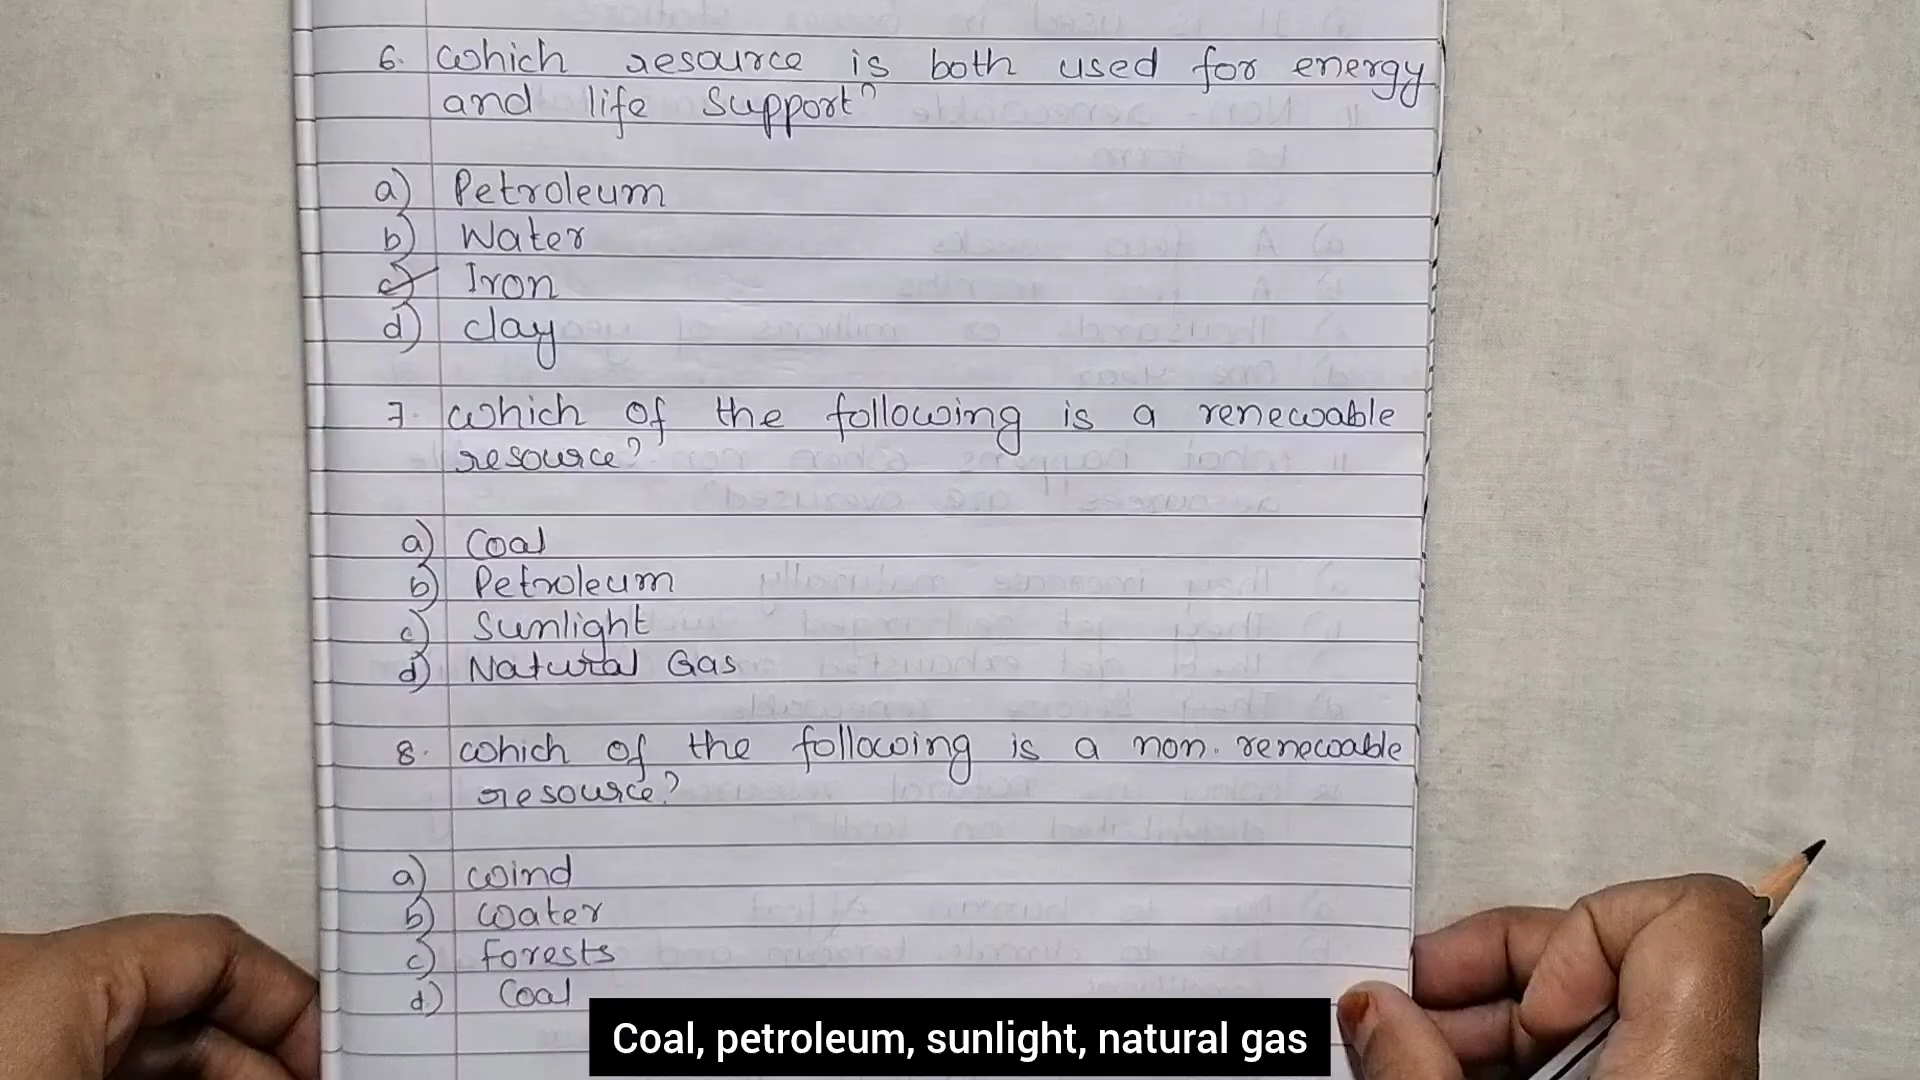 6. Which resource is both used for energy
and life support?
a) Petroleum
b) Water
c) Iron
d) clay
7. Which of the following is a renewable
resource?
a) Coal
b) Petroleum
c) Sunlight
d) Natural Gas
8. Which of the following is a non. renewable
resource?
a) Wind
b) Water
c) Forests
d) Coal
Coal, petroleum, sunlight, natural gas